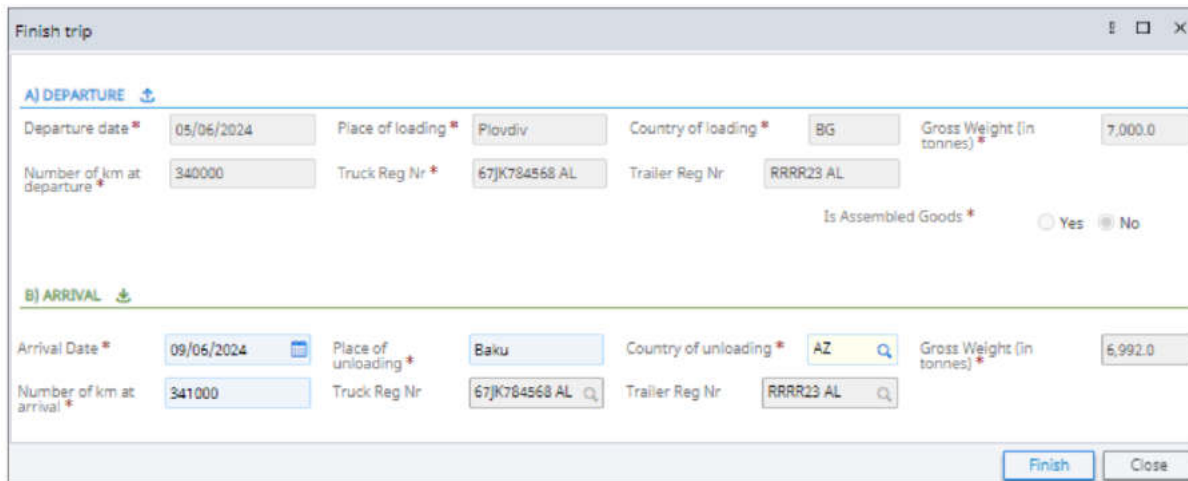 Finish trip
A) DEPARTURE
Departure date * 05/06/2024 Place of loading * Plovdiv Country of loading * BG Gross Weight (in tonnes) * 7,000.0
Number of km at departure * 340000 Truck Reg Nr * 67JK784568 AL Trailer Reg Nr RRRR23 AL
Is Assembled Goods * Yes No
B) ARRIVAL
Arrival Date * 09/06/2024 Place of unloading * Baku Country of unloading * AZ Gross Weight (in tonnes) * 6,992.0
Number of km at arrival * 341000 Truck Reg Nr 67JK784568 AL Trailer Reg Nr RRRR23 AL
Finish Close